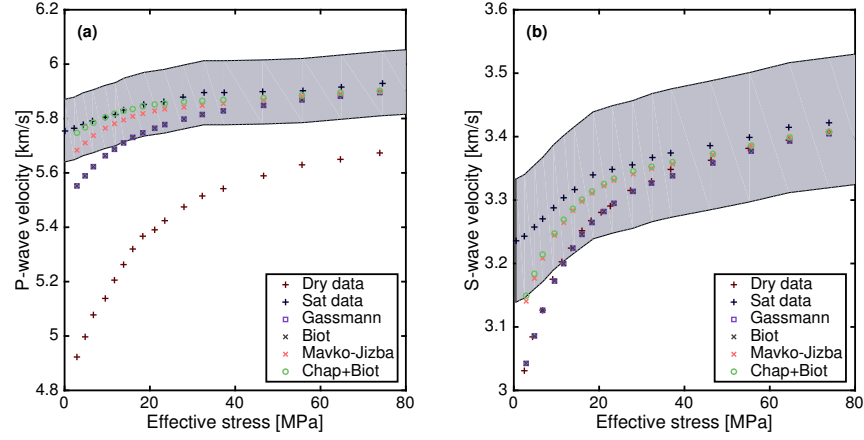 (a)
6.2
6
5.8
5.6
5.4
5.2
5
4.8
P-wave velocity [km/s]
0
20
40
60
80
Effective stress [MPa]
Dry data
Sat data
Gassmann
Biot
Mavko-Jizba
Chap+Biot
(b)
3.6
3.5
3.4
3.3
3.2
3.1
3
S-wave velocity [km/s]
0
20
40
60
80
Effective stress [MPa]
Dry data
Sat data
Gassmann
Biot
Mavko-Jizba
Chap+Biot